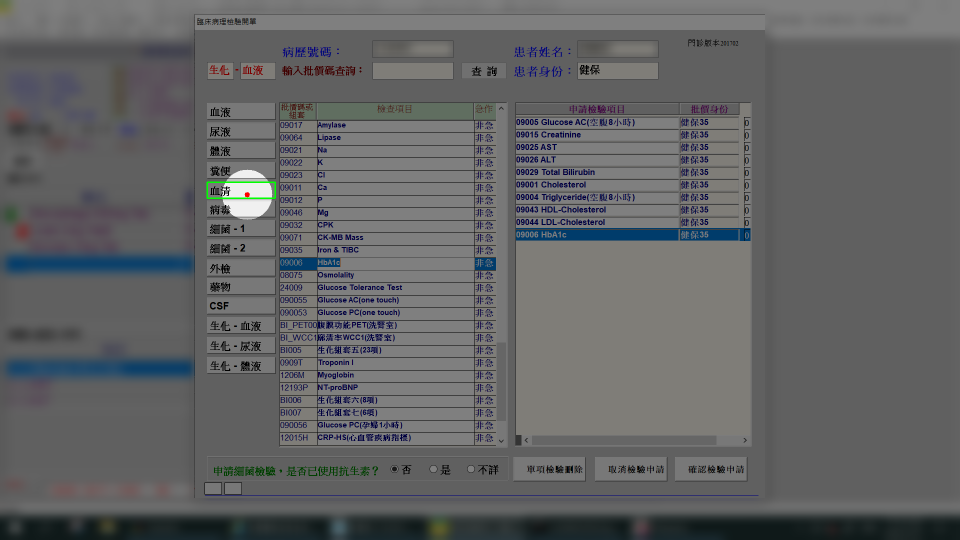 臨床病理檢驗開單
病歷號碼：
患者姓名：
門診版本201702
生化 - 血液
輸入批價碼查詢：
查 詢
患者身份：
健保
血液
尿液
體液
糞便
血清
病毒
細菌 - 1
細菌 - 2
外檢
藥物
CSF
生化 - 血液
生化 - 尿液
生化 - 體液
批價碼或組套 檢查項目 急作
09017 Amylase 非急
09064 Lipase 非急
09021 Na 非急
09022 K 非急
09023 Cl 非急
09011 Ca 非急
09012 P 非急
09046 Mg 非急
09032 CPK 非急
09071 CK-MB Mass 非急
09035 Iron & TIBC 非急
09006 HbA1c 非急
08075 Osmolality 非急
24009 Glucose Tolerance Test 非急
090055 Glucose AC(one touch) 非急
090053 Glucose PC(one touch) 非急
BI_PET00 腹膜功能PET(洗腎室) 非急
BI_WCC1 廓清率WCC1(洗腎室) 非急
BI005 生化組套五(23項) 非急
0909T Troponin I 非急
1206M Myoglobin 非急
12193P NT-proBNP 非急
BI006 生化組套六(8項) 非急
BI007 生化組套七(6項) 非急
090056 Glucose PC(孕婦1小時) 非急
12015H CRP-HS(心血管疾病指標) 非急
申請檢驗項目 批價身份
09005 Glucose AC(空腹8小時) 健保35 0
09015 Creatinine 健保35 0
09025 AST 健保35 0
09026 ALT 健保35 0
09029 Total Bilirubin 健保35 0
09001 Cholesterol 健保35 0
09004 Triglyceride(空腹8小時) 健保35 0
09043 HDL-Cholesterol 健保35 0
09044 LDL-Cholesterol 健保35 0
09006 HbA1c 健保35 0
申請細菌檢驗，是否已使用抗生素？ 否 是 不詳
單項檢驗刪除
取消檢驗申請
確認檢驗申請